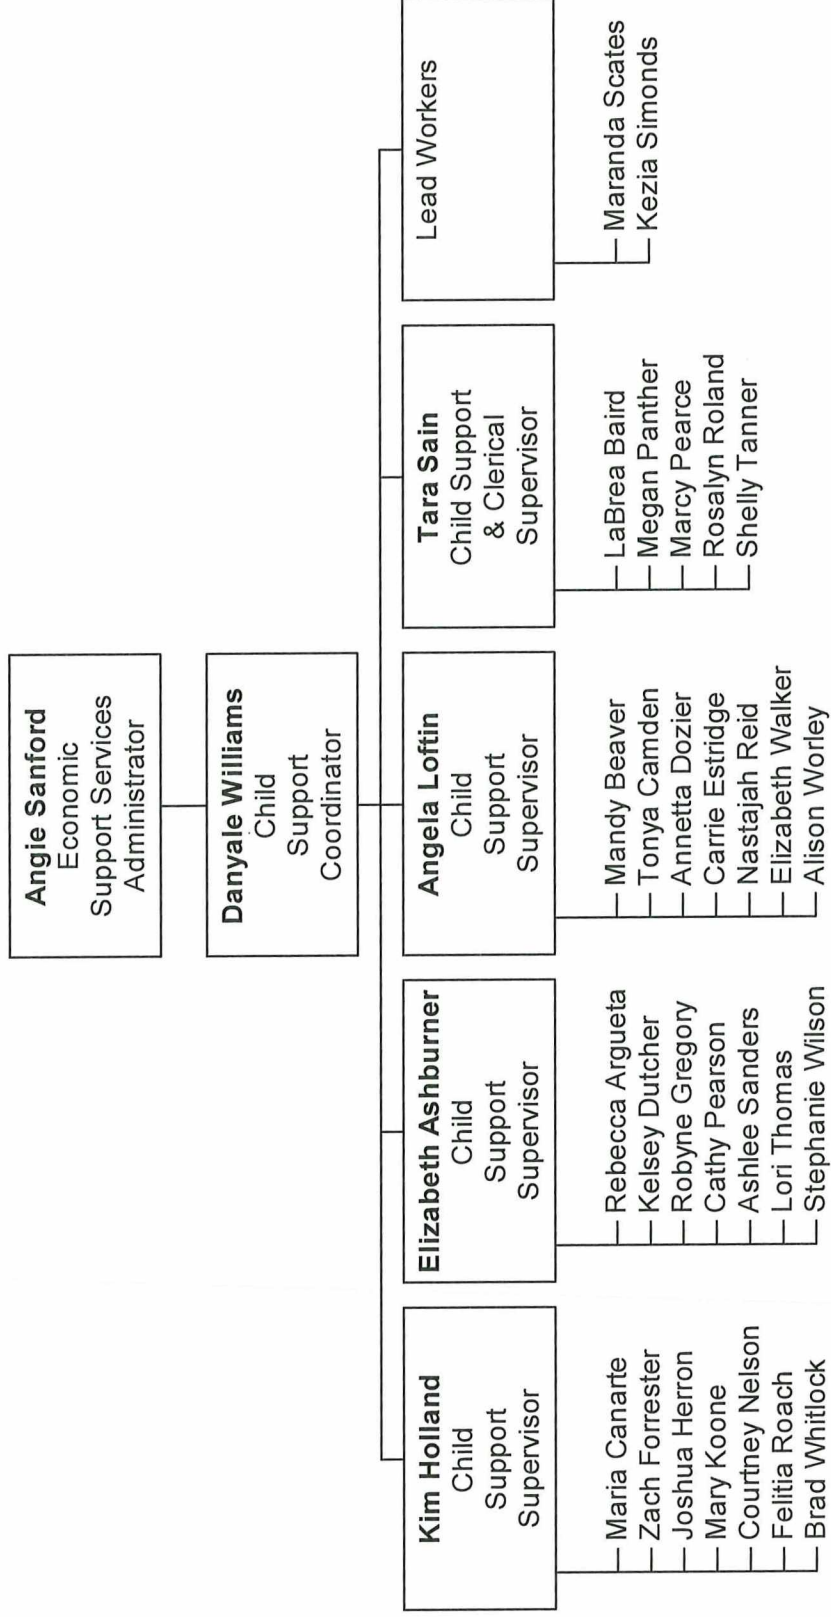 Angie Sanford
Economic
Support Services
Administrator
Danyale Williams
Child
Support
Coordinator
Kim Holland
Child
Support
Supervisor
Maria Canarte
Zach Forrester
Joshua Herron
Mary Koone
Courtney Nelson
Felitia Roach
Brad Whitlock
Elizabeth Ashburner
Child
Support
Supervisor
Rebecca Argueta
Kelsey Dutcher
Robyne Gregory
Cathy Pearson
Ashlee Sanders
Lori Thomas
Stephanie Wilson
Angela Loftin
Child
Support
Supervisor
Mandy Beaver
Tonya Camden
Annetta Dozier
Carrie Estridge
Nastajah Reid
Elizabeth Walker
Alison Worley
Tara Sain
Child Support
& Clerical
Supervisor
LaBrea Baird
Megan Panther
Marcy Pearce
Rosalyn Roland
Shelly Tanner
Lead Workers
Maranda Scates
Kezia Simonds